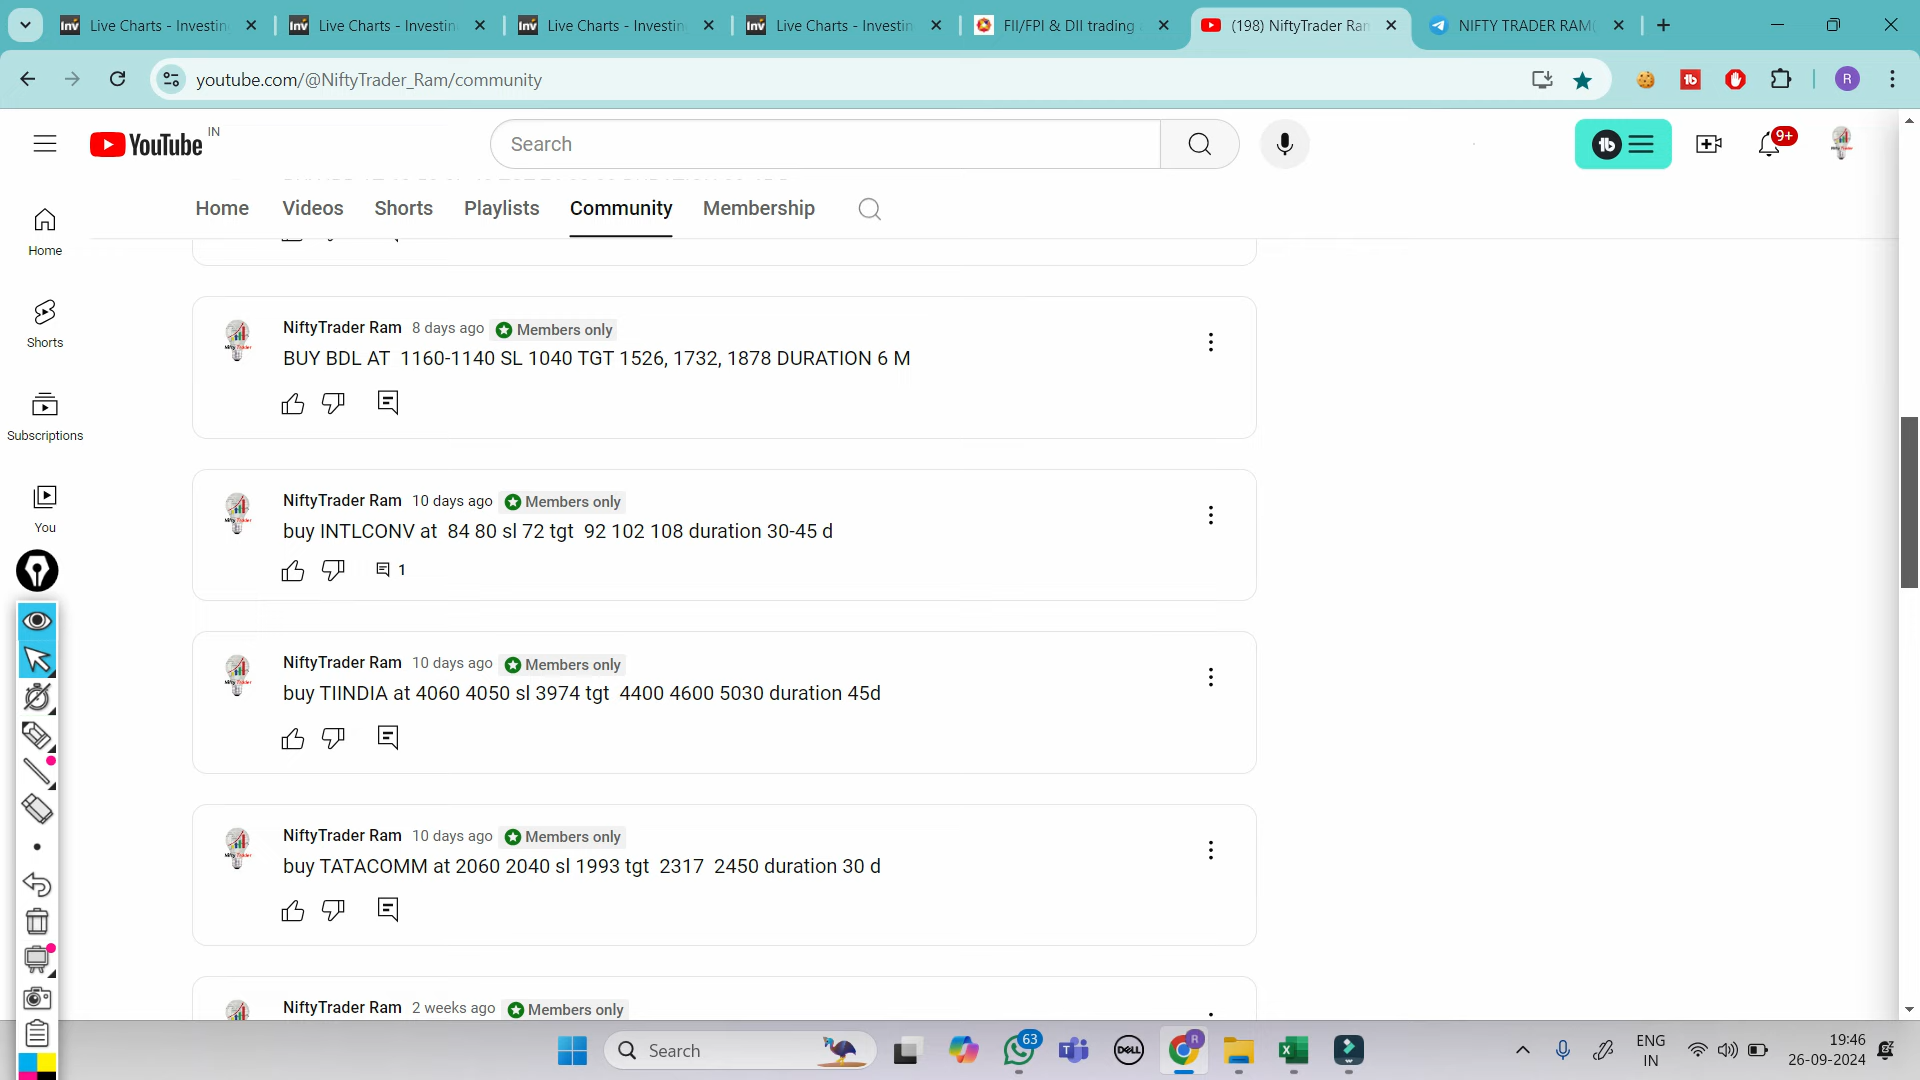 Live Charts - Investin
Live Charts - Investin
Live Charts - Investin
Live Charts - Investin
FII/FPI & DII trading
(198) NiftyTrader Ram
NIFTY TRADER RAM
youtube.com/@NiftyTrader_Ram/community
R
YouTube IN
Search
9+
Home Videos Shorts Playlists Community Membership
Home
Shorts
Subscriptions
You
NiftyTrader Ram 8 days ago Members only
BUY BDL AT 1160-1140 SL 1040 TGT 1526, 1732, 1878 DURATION 6 M
NiftyTrader Ram 10 days ago Members only
buy INTLCONV at 84 80 sl 72 tgt 92 102 108 duration 30-45 d
1
NiftyTrader Ram 10 days ago Members only
buy TIINDIA at 4060 4050 sl 3974 tgt 4400 4600 5030 duration 45d
NiftyTrader Ram 10 days ago Members only
buy TATACOMM at 2060 2040 sl 1993 tgt 2317 2450 duration 30 d
NiftyTrader Ram 2 weeks ago Members only
Search
63
DELL
R
ENG
IN
19:46
26-09-2024